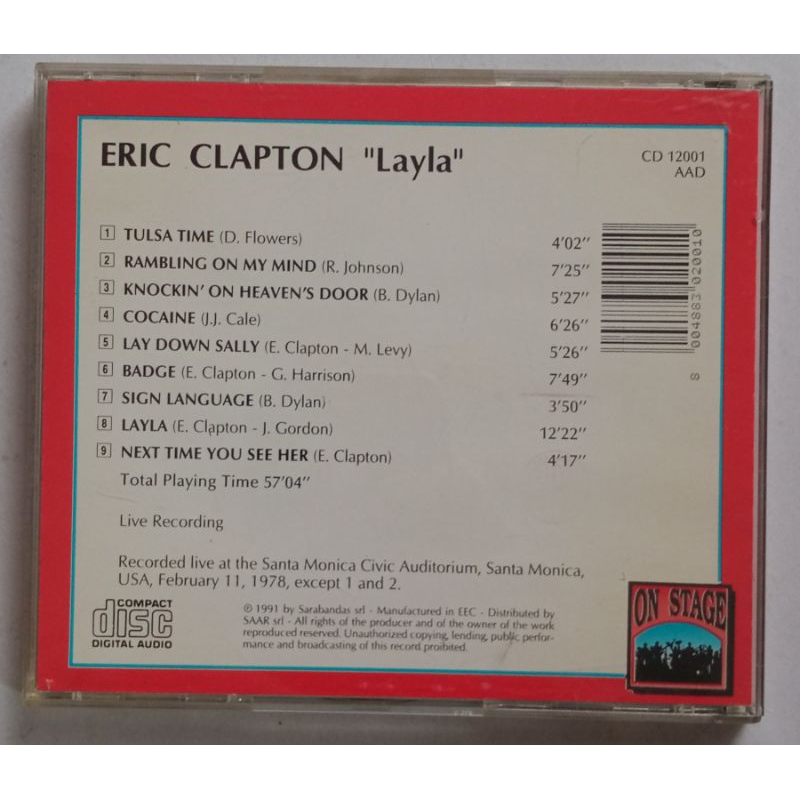 ERIC CLAPTON "Layla"
CD 12001
AAD
1 TULSA TIME (D. Flowers) 4'02''
2 RAMBLING ON MY MIND (R. Johnson) 7'25''
3 KNOCKIN' ON HEAVEN'S DOOR (B. Dylan) 5'27''
4 COCAINE (J.J. Cale) 6'26''
5 LAY DOWN SALLY (E. Clapton - M. Levy) 5'26''
6 BADGE (E. Clapton - G. Harrison) 7'49''
7 SIGN LANGUAGE (B. Dylan) 3'50''
8 LAYLA (E. Clapton - J. Gordon) 12'22''
9 NEXT TIME YOU SEE HER (E. Clapton) 4'17''
Total Playing Time 57'04''
8 004883 020010
Live Recording
Recorded live at the Santa Monica Civic Auditorium, Santa Monica,
USA, February 11, 1978, except 1 and 2.
COMPACT
disc
DIGITAL AUDIO
℗ 1991 by Sarabandas srl - Manufactured in EEC - Distributed by
SAAR srl - All rights of the producer and of the owner of the work
reproduced reserved. Unauthorized copying, lending, public perfor-
mance and broadcasting of this record proibited.
ON STAGE